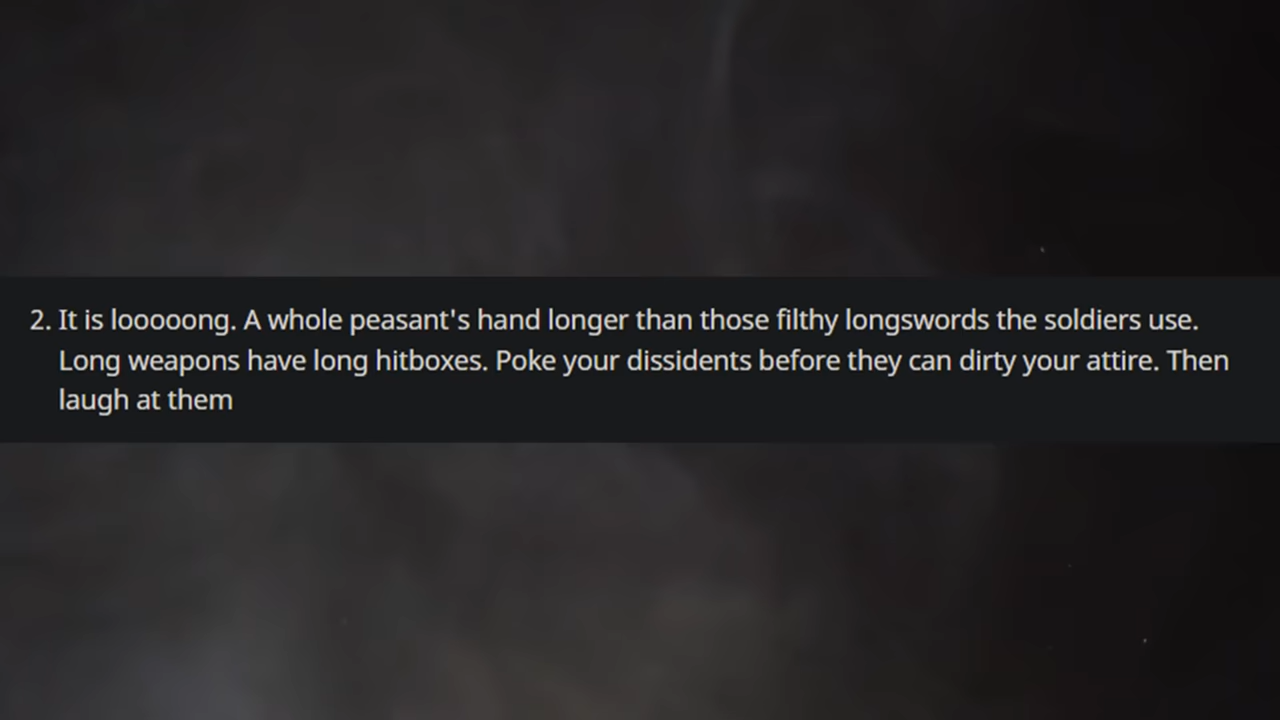 2. It is looooong. A whole peasant's hand longer than those filthy longswords the soldiers use.
Long weapons have long hitboxes. Poke your dissidents before they can dirty your attire. Then
laugh at them